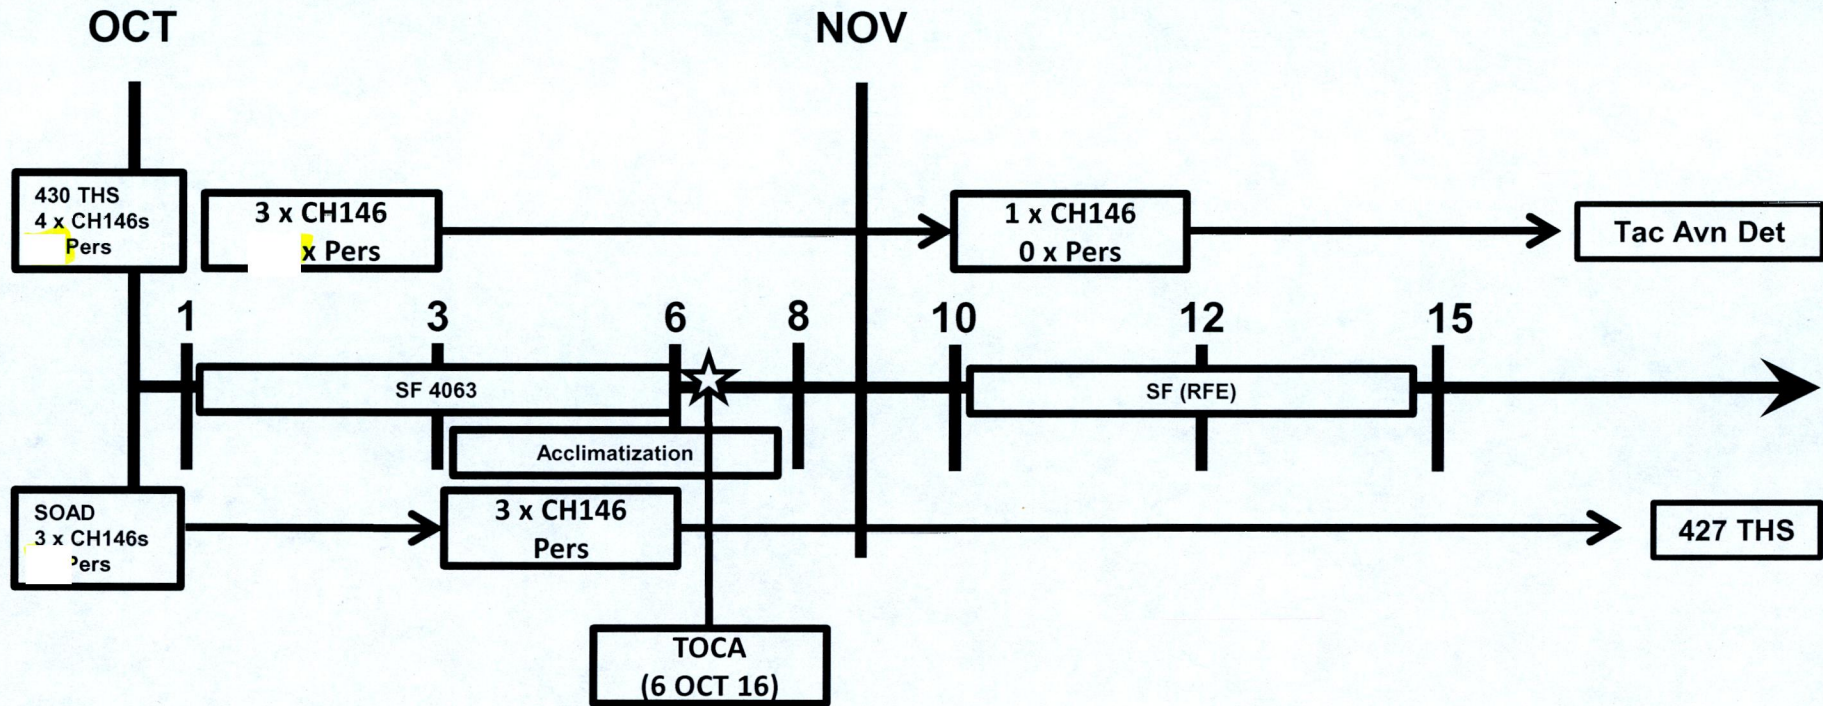 OCT
NOV
430 THS
4 x CH146s
Pers
3 x CH146
x Pers
1 x CH146
0 x Pers
Tac Avn Det
1
3
6
8
10
12
15
SF 4063
SF (RFE)
Acclimatization
SOAD
3 x CH146s
Pers
3 x CH146
Pers
427 THS
TOCA
(6 OCT 16)